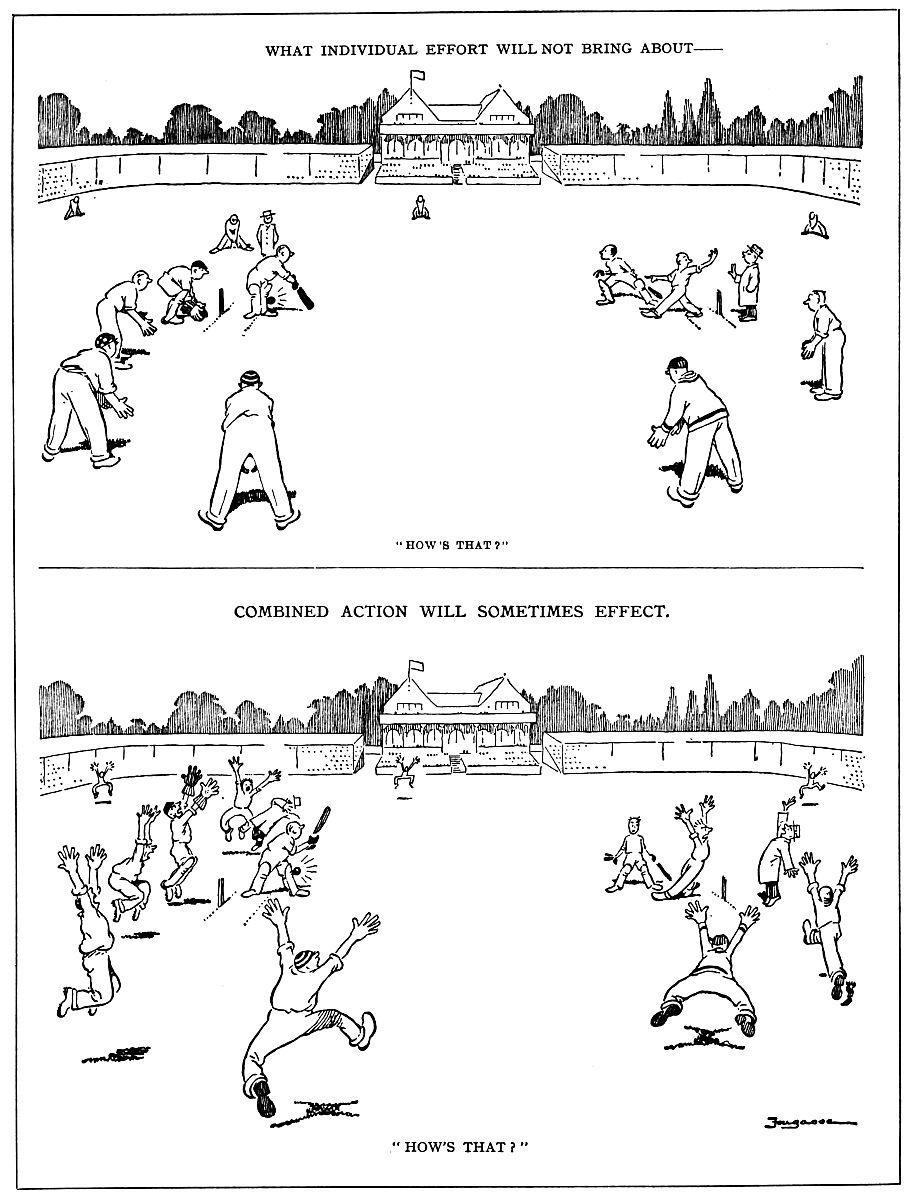 WHAT INDIVIDUAL EFFORT WILL NOT BRING ABOUT——
"HOW'S THAT?"
COMBINED ACTION WILL SOMETIMES EFFECT.
Fougasse
"HOW'S THAT?"